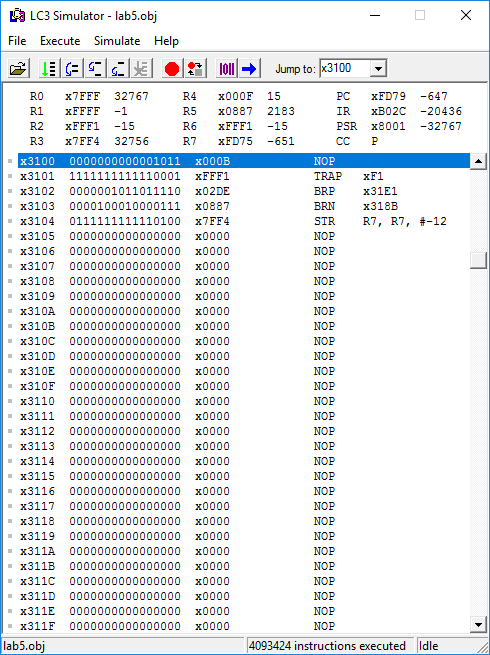 LC3 Simulator - lab5.obj
File Execute Simulate Help
Jump to: x3100
R0 x7FFF 32767 R4 x000F 15 PC xFD79 -647
R1 xFFFF -1 R5 x0887 2183 IR xB02C -20436
R2 xFFF1 -15 R6 xFFF1 -15 PSR x8001 -32767
R3 x7FF4 32756 R7 xFD75 -651 CC P
x3100 0000000000001011 x000B NOP
x3101 1111111111110001 xFFF1 TRAP xF1
x3102 0000001011011110 x02DE BRP x31E1
x3103 0000100010000111 x0887 BRN x318B
x3104 0111111111110100 x7FF4 STR R7, R7, #-12
x3105 0000000000000000 x0000 NOP
x3106 0000000000000000 x0000 NOP
x3107 0000000000000000 x0000 NOP
x3108 0000000000000000 x0000 NOP
x3109 0000000000000000 x0000 NOP
x310A 0000000000000000 x0000 NOP
x310B 0000000000000000 x0000 NOP
x310C 0000000000000000 x0000 NOP
x310D 0000000000000000 x0000 NOP
x310E 0000000000000000 x0000 NOP
x310F 0000000000000000 x0000 NOP
x3110 0000000000000000 x0000 NOP
x3111 0000000000000000 x0000 NOP
x3112 0000000000000000 x0000 NOP
x3113 0000000000000000 x0000 NOP
x3114 0000000000000000 x0000 NOP
x3115 0000000000000000 x0000 NOP
x3116 0000000000000000 x0000 NOP
x3117 0000000000000000 x0000 NOP
x3118 0000000000000000 x0000 NOP
x3119 0000000000000000 x0000 NOP
x311A 0000000000000000 x0000 NOP
x311B 0000000000000000 x0000 NOP
x311C 0000000000000000 x0000 NOP
x311D 0000000000000000 x0000 NOP
x311E 0000000000000000 x0000 NOP
x311F 0000000000000000 x0000 NOP
lab5.obj 4093424 instructions executed Idle